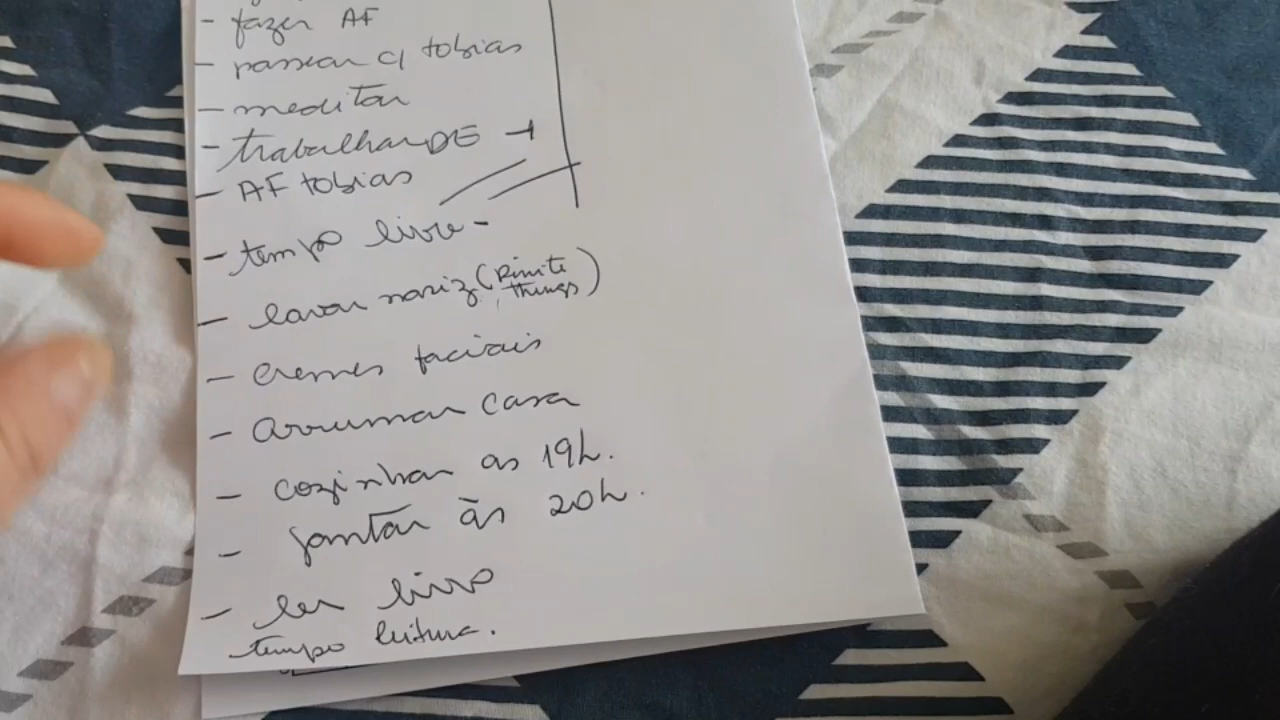 - fazer AF
- passear c/ tobias
- meditar
- trabalhar DE
- AF tobias
- tempo livre -
- lavar nariz (Rinite things)
- cremes faciais
- arrumar casa
- cozinhar as 19h.
- jantar às 20h.
- ler livro
tempo leitura.